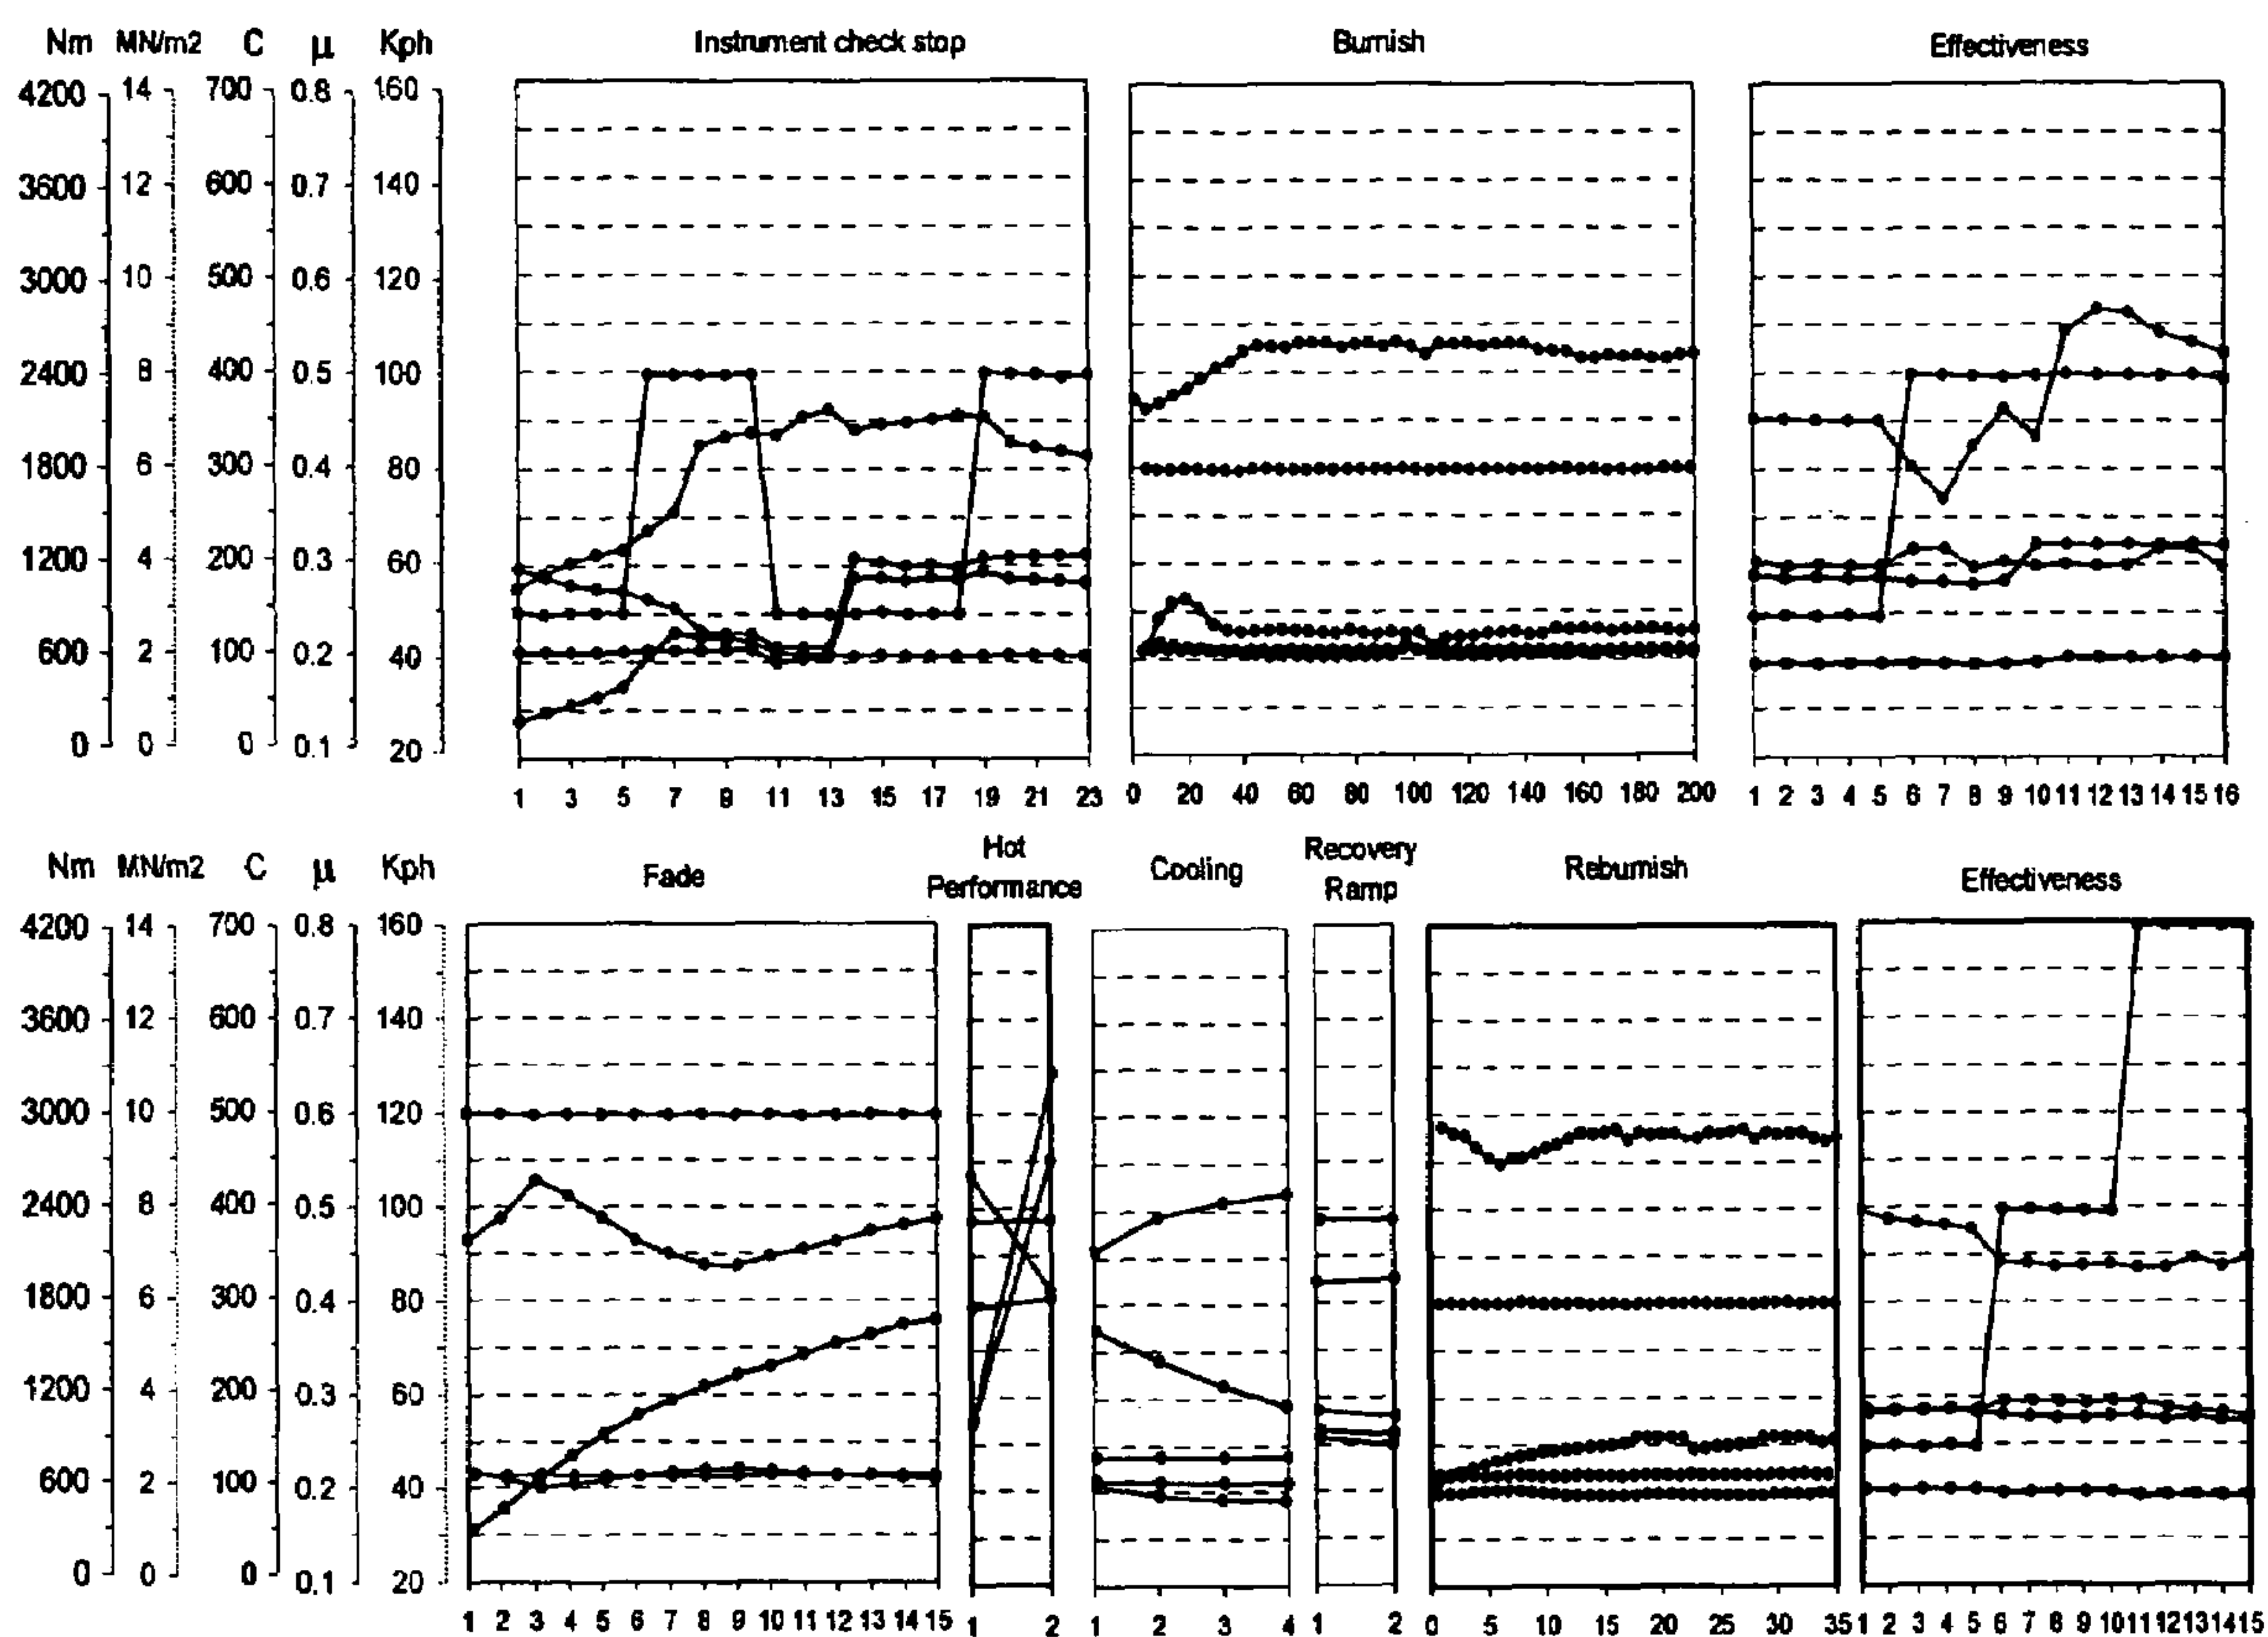 Nm MN/m2 C μ Kph Instrument check stop Burnish Effectiveness
4200 14 700 0.8 160
3600 12 600 0.7 140
3000 10 500 0.6 120
2400 8 400 0.5 100
1800 6 300 0.4 80
1200 4 200 0.3 60
600 2 100 0.2 40
0 0 0 0.1 20
1 3 5 7 9 11 13 15 17 19 21 23 0 20 40 60 80 100 120 140 160 180 200 1 2 3 4 5 6 7 8 9 10 11 12 13 14 15 16
Nm MN/m2 C μ Kph Fade Hot Performance Cooling Recovery Ramp Reburnish Effectiveness
4200 14 700 0.8 160
3600 12 600 0.7 140
3000 10 500 0.6 120
2400 8 400 0.5 100
1800 6 300 0.4 80
1200 4 200 0.3 60
600 2 100 0.2 40
0 0 0 0.1 20
1 2 3 4 5 6 7 8 9 10 11 12 13 14 15 1 2 1 2 3 4 1 2 0 5 10 15 20 25 30 35 1 2 3 4 5 6 7 8 9 10 11 12 13 14 15